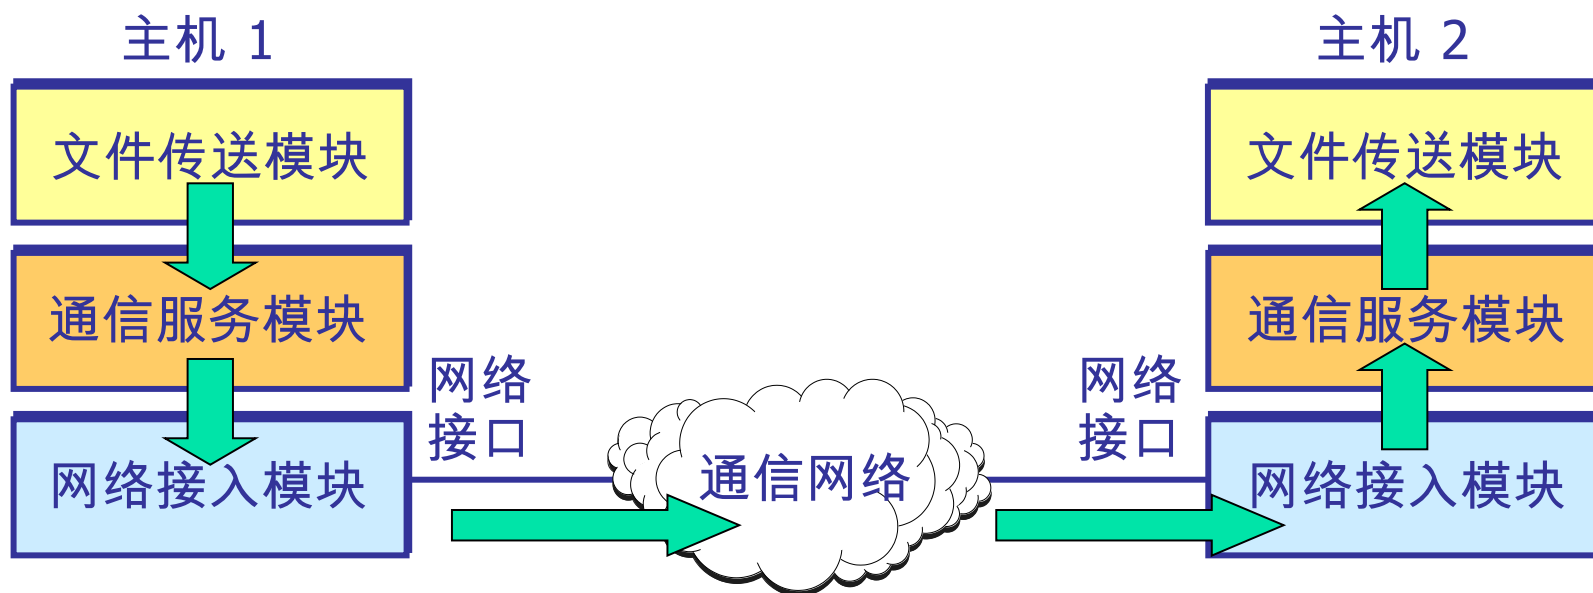 主机 1
主机 2
文件传送模块
文件传送模块
通信服务模块
通信服务模块
网络
接口
网络
接口
网络接入模块
通信网络
网络接入模块